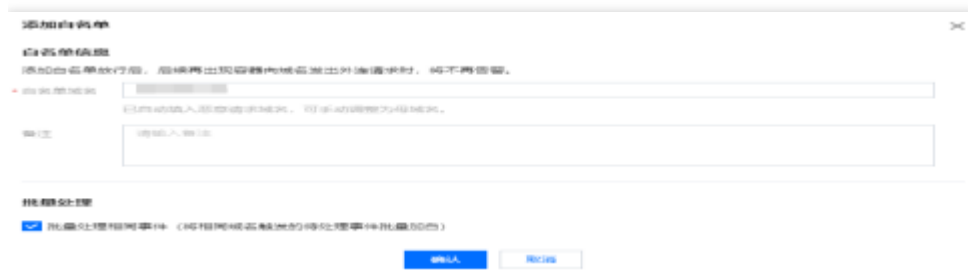 添加白名单
白名单信息
添加白名单放行后，后续再出现容器向域名发出外连请求时，将不再告警。
* 白名单域名
已自动填入恶意请求域名，可手动调整为母域名。
备注
请输入备注
批量处理
批量处理相同事件（将相同域名触发的待处理事件批量加白）
确认 取消